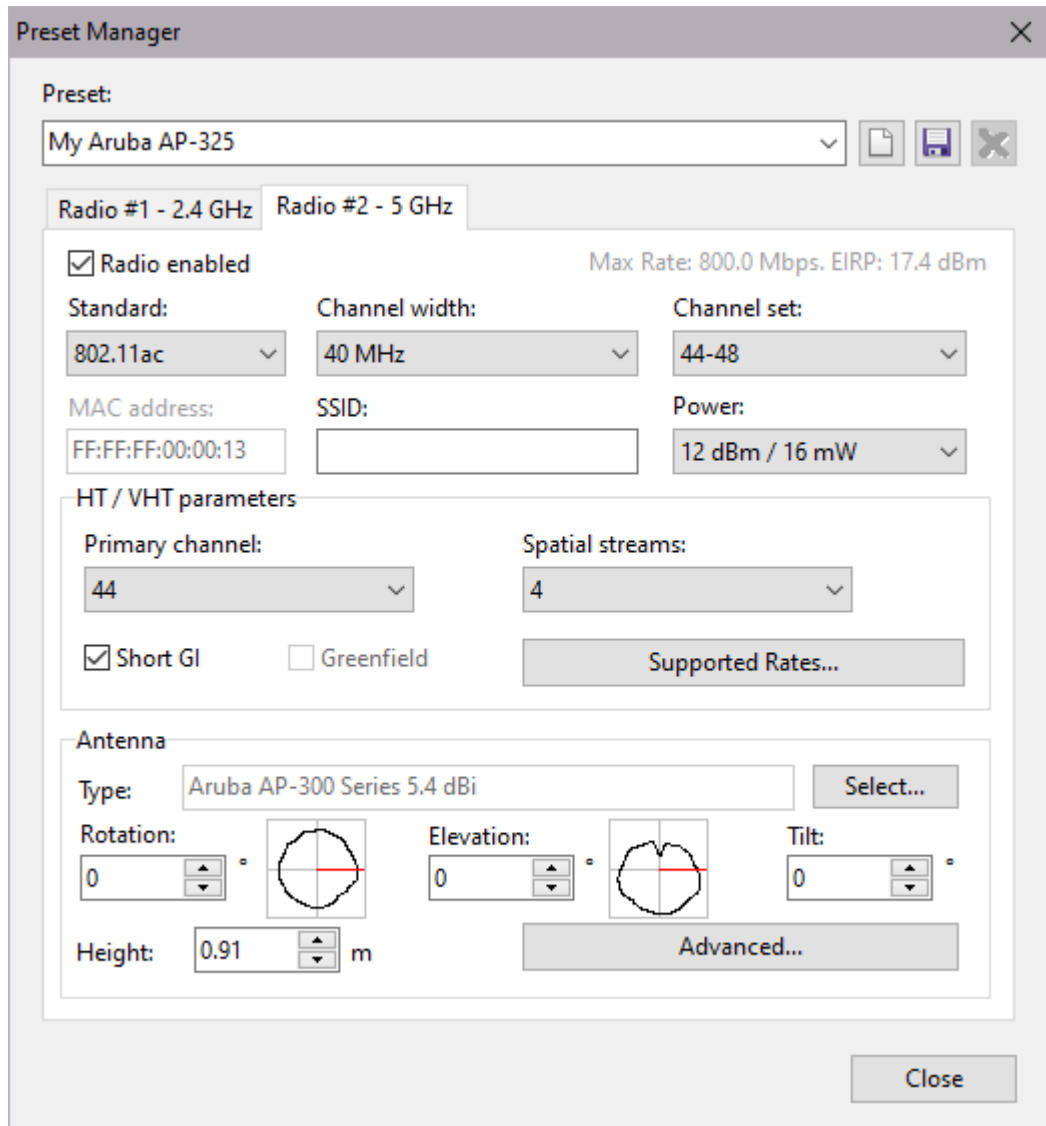 Preset Manager
Preset:
My Aruba AP-325
Radio #1 - 2.4 GHz Radio #2 - 5 GHz
Radio enabled Max Rate: 800.0 Mbps. EIRP: 17.4 dBm
Standard: Channel width: Channel set:
802.11ac 40 MHz 44-48
MAC address: SSID: Power:
FF:FF:FF:00:00:13 12 dBm / 16 mW
HT / VHT parameters
Primary channel: Spatial streams:
44 4
Short GI Greenfield Supported Rates...
Antenna
Type: Aruba AP-300 Series 5.4 dBi Select...
Rotation: Elevation: Tilt:
0 ° 0 ° 0 °
Height: 0.91 m Advanced...
Close